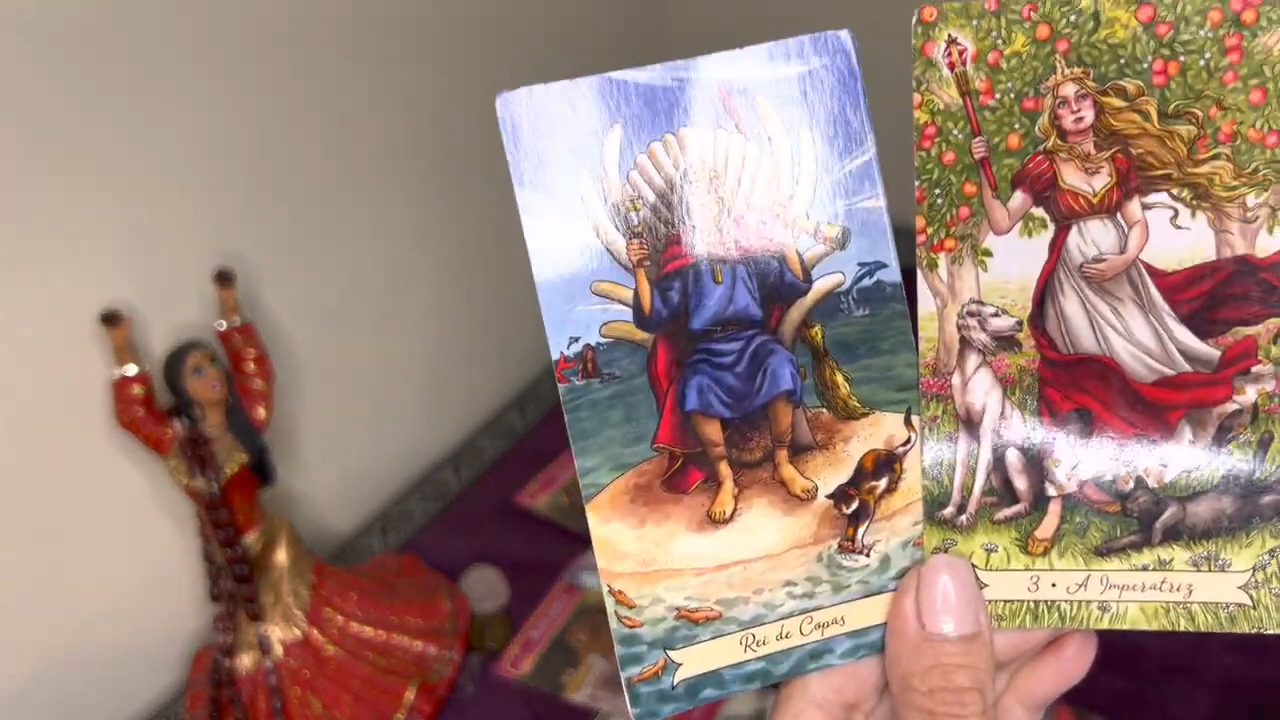 Rei de Copas
3 • A Imperatriz